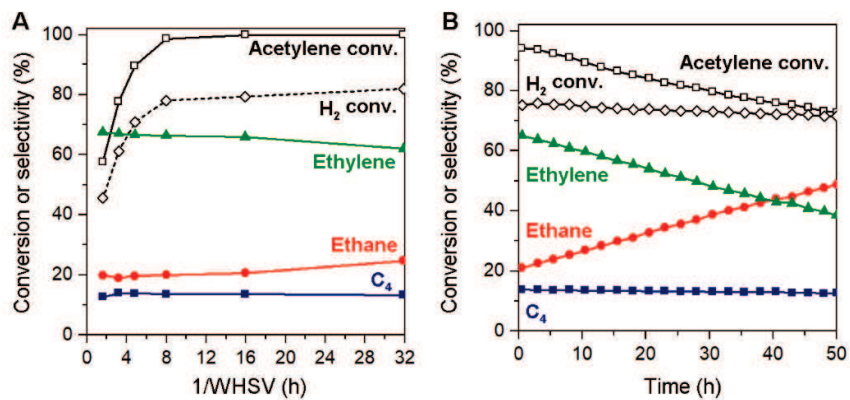 A
Conversion or selectivity (%)
100
80
60
40
20
0
Acetylene conv.
H₂ conv.
Ethylene
Ethane
C₄
0 4 8 12 16 20 24 28 32
1/WHSV (h)
B
Conversion or selectivity (%)
100
80
60
40
20
0
Acetylene conv.
H₂ conv.
Ethylene
Ethane
C₄
0 10 20 30 40 50
Time (h)